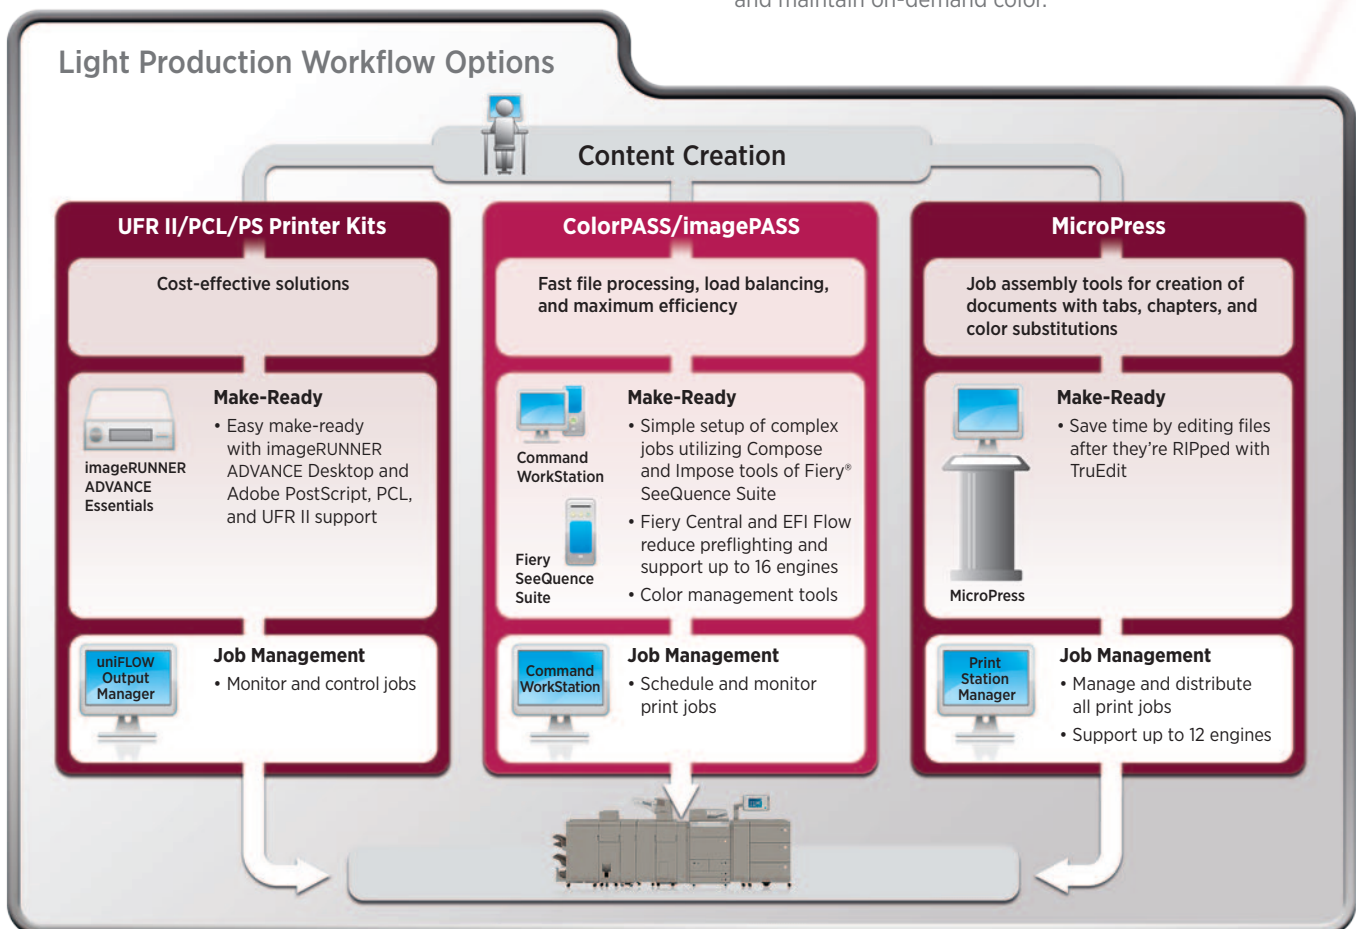 and maintain on-demand color.
Light Production Workflow Options
Content Creation
UFR II/PCL/PS Printer Kits
Cost-effective solutions
imageRUNNER
ADVANCE
Essentials
Make-Ready
• Easy make-ready
with imageRUNNER
ADVANCE Desktop and
Adobe PostScript, PCL,
and UFR II support
uniFLOW
Output
Manager
Job Management
• Monitor and control jobs
ColorPASS/imagePASS
Fast file processing, load balancing,
and maximum efficiency
Command
WorkStation
Fiery
SeeQuence
Suite
Make-Ready
• Simple setup of complex
jobs utilizing Compose
and Impose tools of Fiery®
SeeQuence Suite
• Fiery Central and EFI Flow
reduce preflighting and
support up to 16 engines
• Color management tools
Command
WorkStation
Job Management
• Schedule and monitor
print jobs
MicroPress
Job assembly tools for creation of
documents with tabs, chapters, and
color substitutions
MicroPress
Make-Ready
• Save time by editing files
after they're RIPped with
TruEdit
Print
Station
Manager
Job Management
• Manage and distribute
all print jobs
• Support up to 12 engines